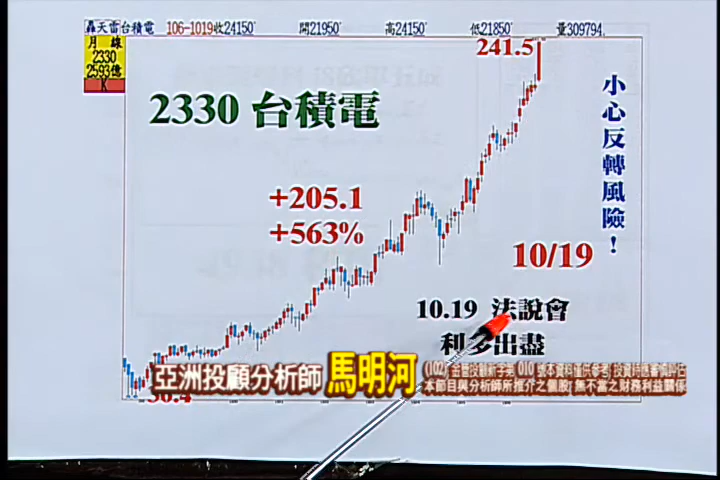 轟天雷台積電 106-1019收24150 開21950 高24150 低21850 量309794
月線
2330
2593億
K
241.5
小心反轉風險！
2330 台積電
+205.1
+563%
10/19
10.19 法說會
利多出盡
亞洲投顧分析師 馬明河
本節目與分析師所推介之個股 無不當之財務利益關係